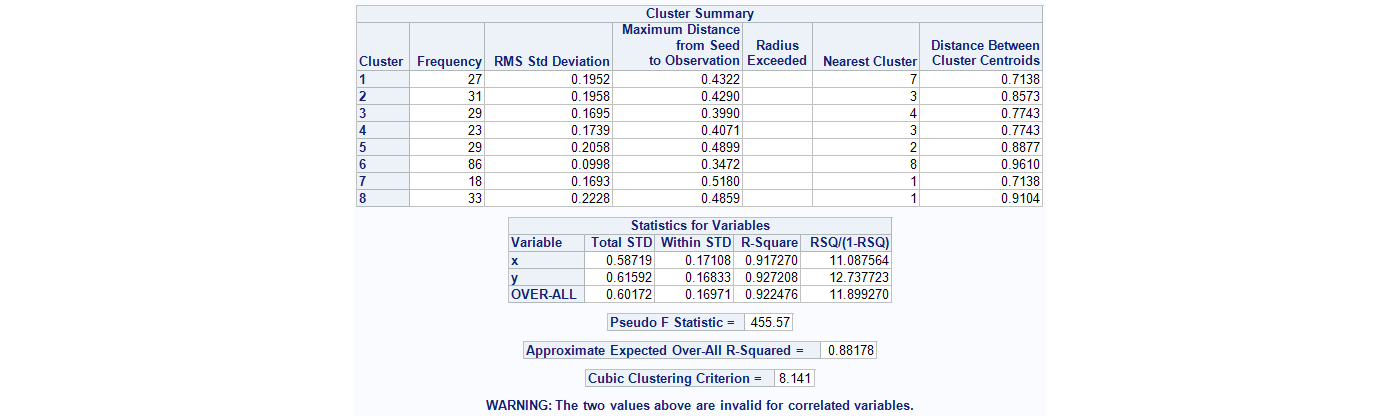 Cluster Summary
Cluster Frequency RMS Std Deviation Maximum Distance from Seed to Observation Radius Exceeded Nearest Cluster Distance Between Cluster Centroids
1 27 0.1952 0.4322 7 0.7138
2 31 0.1958 0.4290 3 0.8573
3 29 0.1695 0.3990 4 0.7743
4 23 0.1739 0.4071 3 0.7743
5 29 0.2058 0.4899 2 0.8877
6 86 0.0998 0.3472 8 0.9610
7 18 0.1693 0.5180 1 0.7138
8 33 0.2228 0.4859 1 0.9104
Statistics for Variables
Variable Total STD Within STD R-Square RSQ/(1-RSQ)
x 0.58719 0.17108 0.917270 11.087564
y 0.61592 0.16833 0.927208 12.737723
OVER-ALL 0.60172 0.16971 0.922476 11.899270
Pseudo F Statistic = 455.57
Approximate Expected Over-All R-Squared = 0.88178
Cubic Clustering Criterion = 8.141
WARNING: The two values above are invalid for correlated variables.